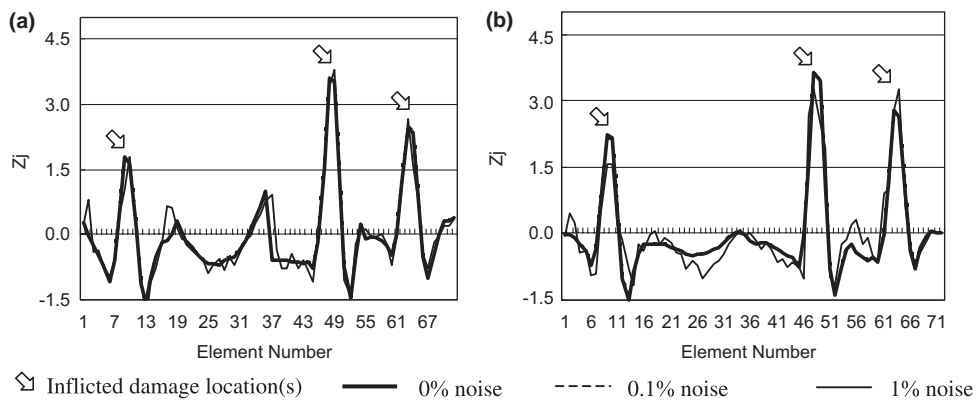 (a)
4.5
3.0
1.5
0.0
-1.5
Zj
1 7 13 19 25 31 37 43 49 55 61 67
Element Number
(b)
4.5
3.0
1.5
0.0
-1.5
Zj
1 6 11 16 21 26 31 36 41 46 51 56 61 66 71
Element Number
Inflicted damage location(s) 0% noise 0.1% noise 1% noise